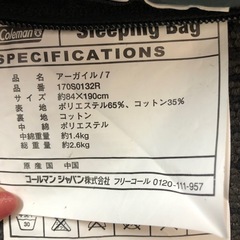 Coleman Sleeping Bag
SPECIFICATIONS
品名: アーガイル/7
品番: 170S0132R
サイズ: 約84×190cm
表地: ポリエステル65%、コットン35%
裏地: コットン
中綿: ポリエステル
中綿重量: 約1.4kg
総重量: 約2.6kg
原産国 中国
コールマン ジャパン株式会社 フリーコール 0120-111-957